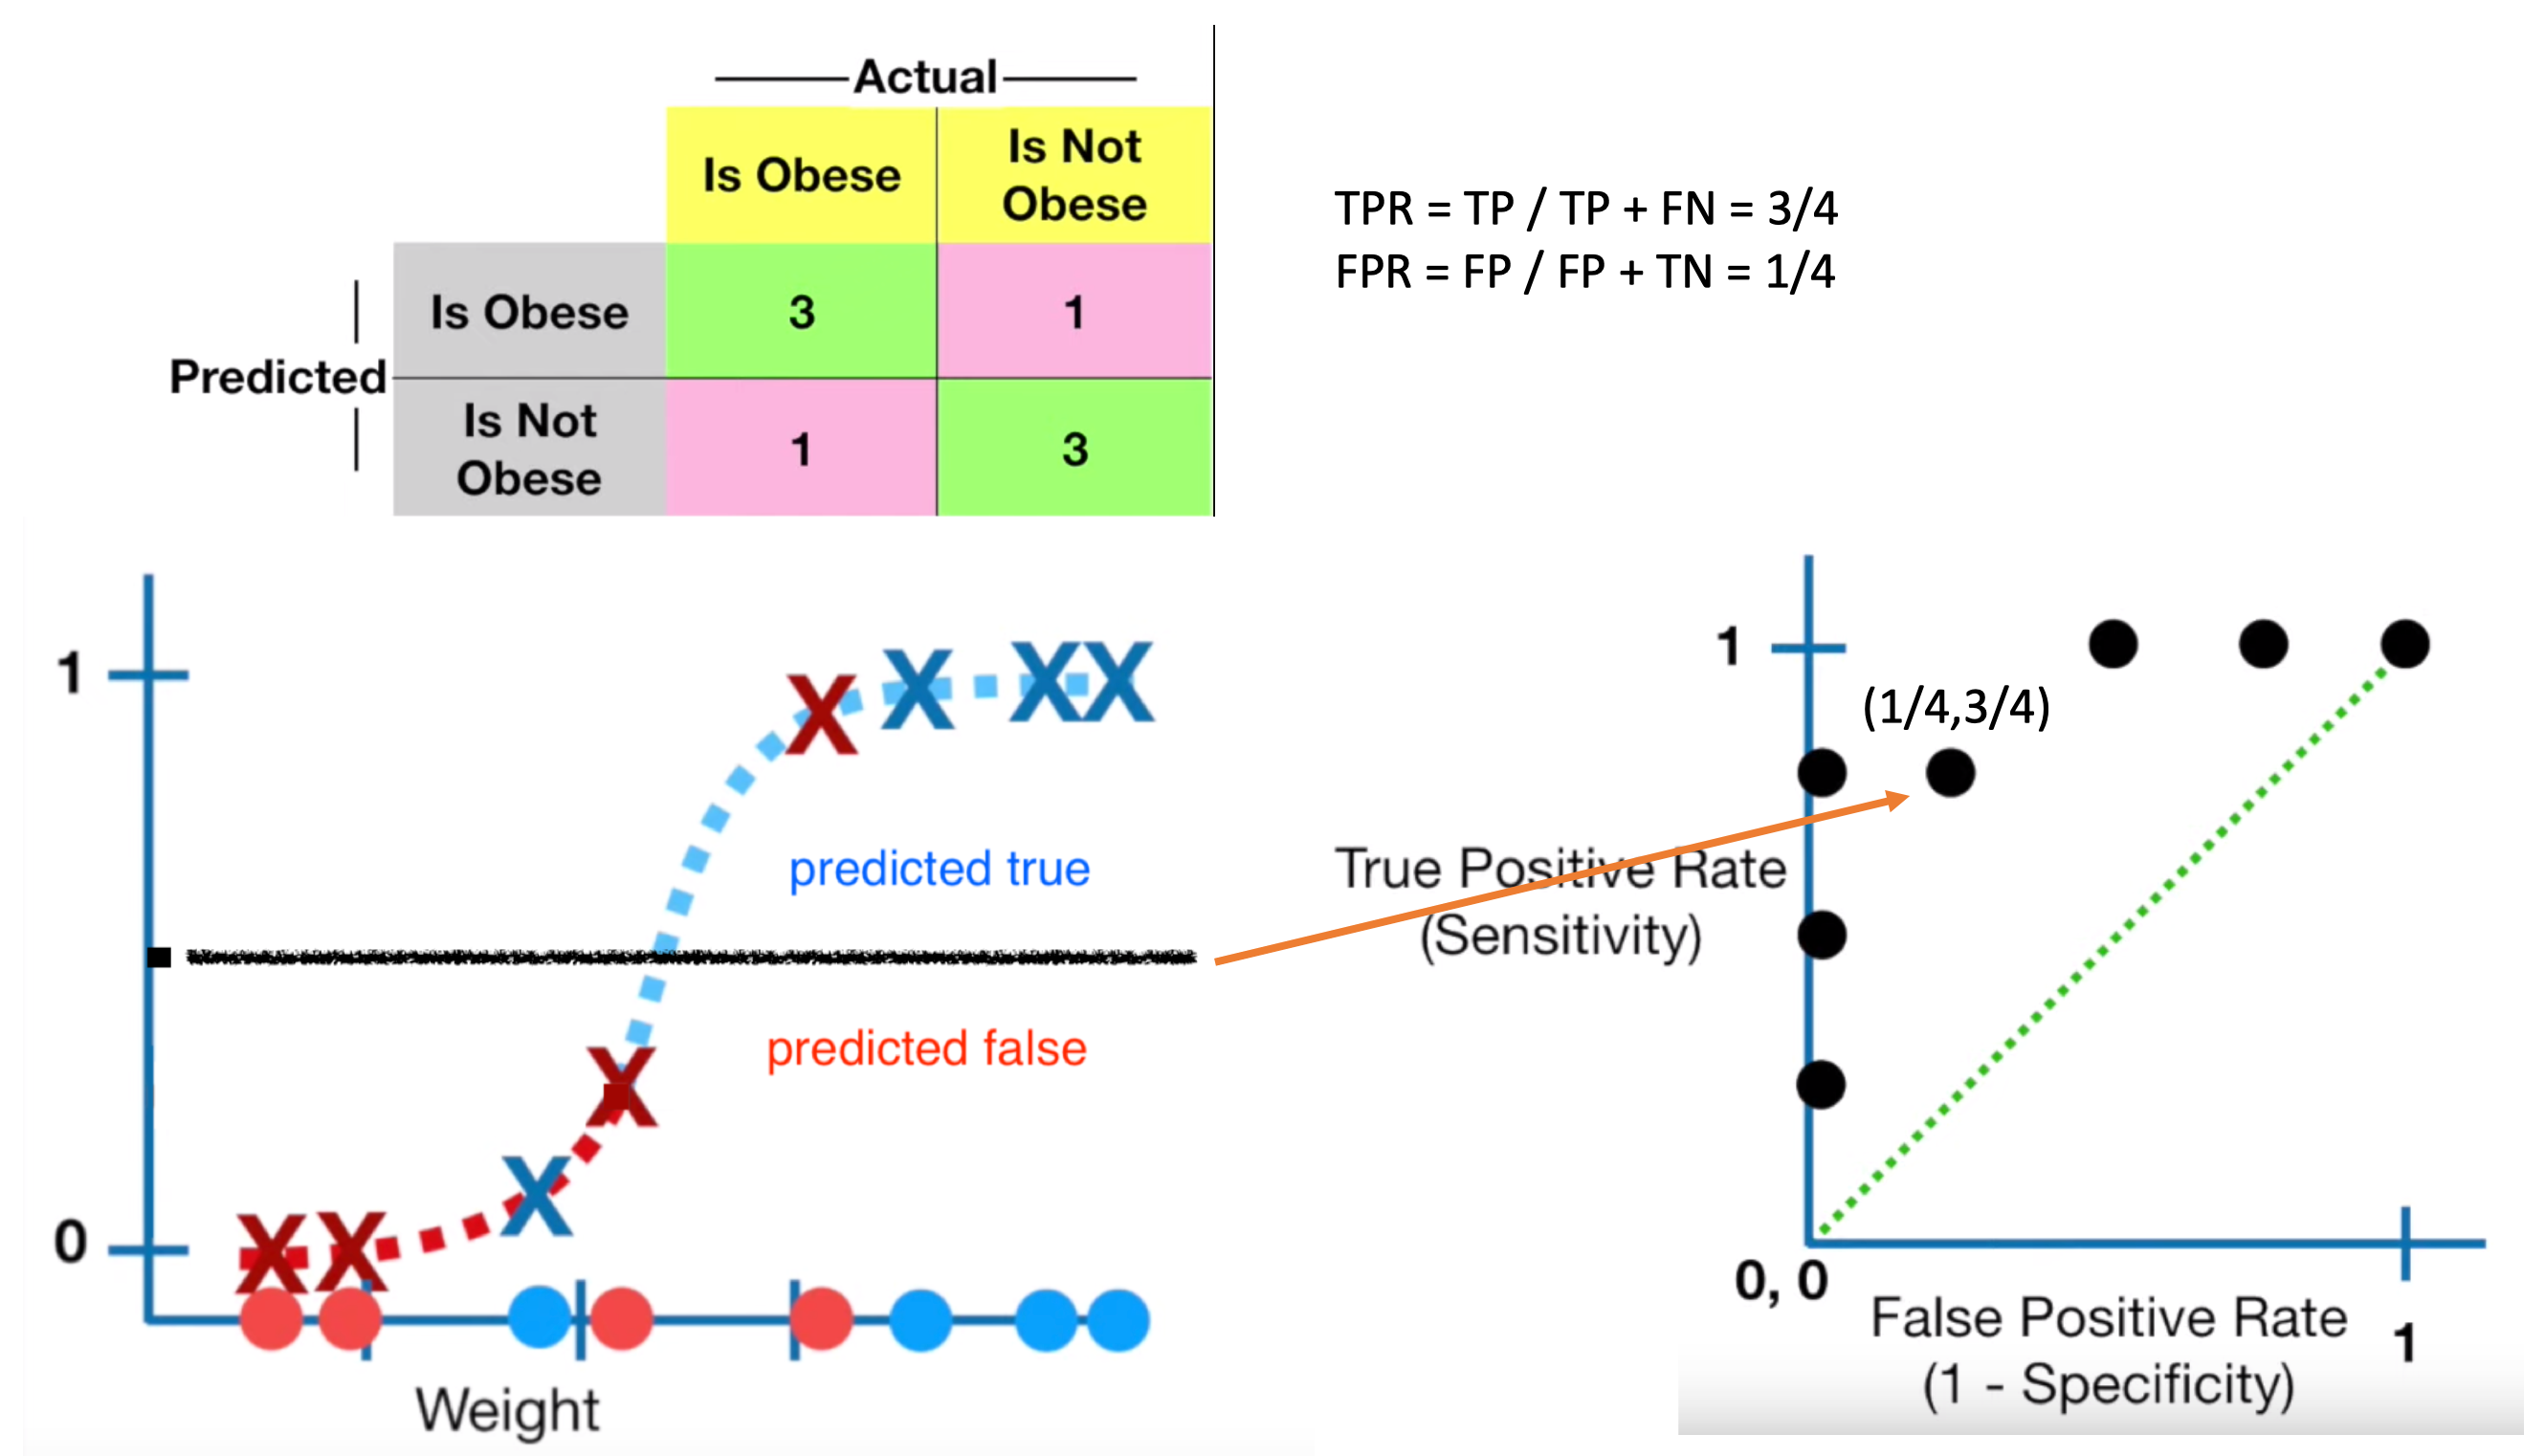 Actual
Is Obese
Is Not
Obese
Predicted
Is Obese
3
1
Is Not
Obese
1
3
TPR = TP / TP + FN = 3/4
FPR = FP / FP + TN = 1/4
1
0
X
X
X
X
X
X
X
X
predicted true
predicted false
Weight
True Positive Rate
(Sensitivity)
1
(1/4,3/4)
0, 0
False Positive Rate
(1 - Specificity)
1